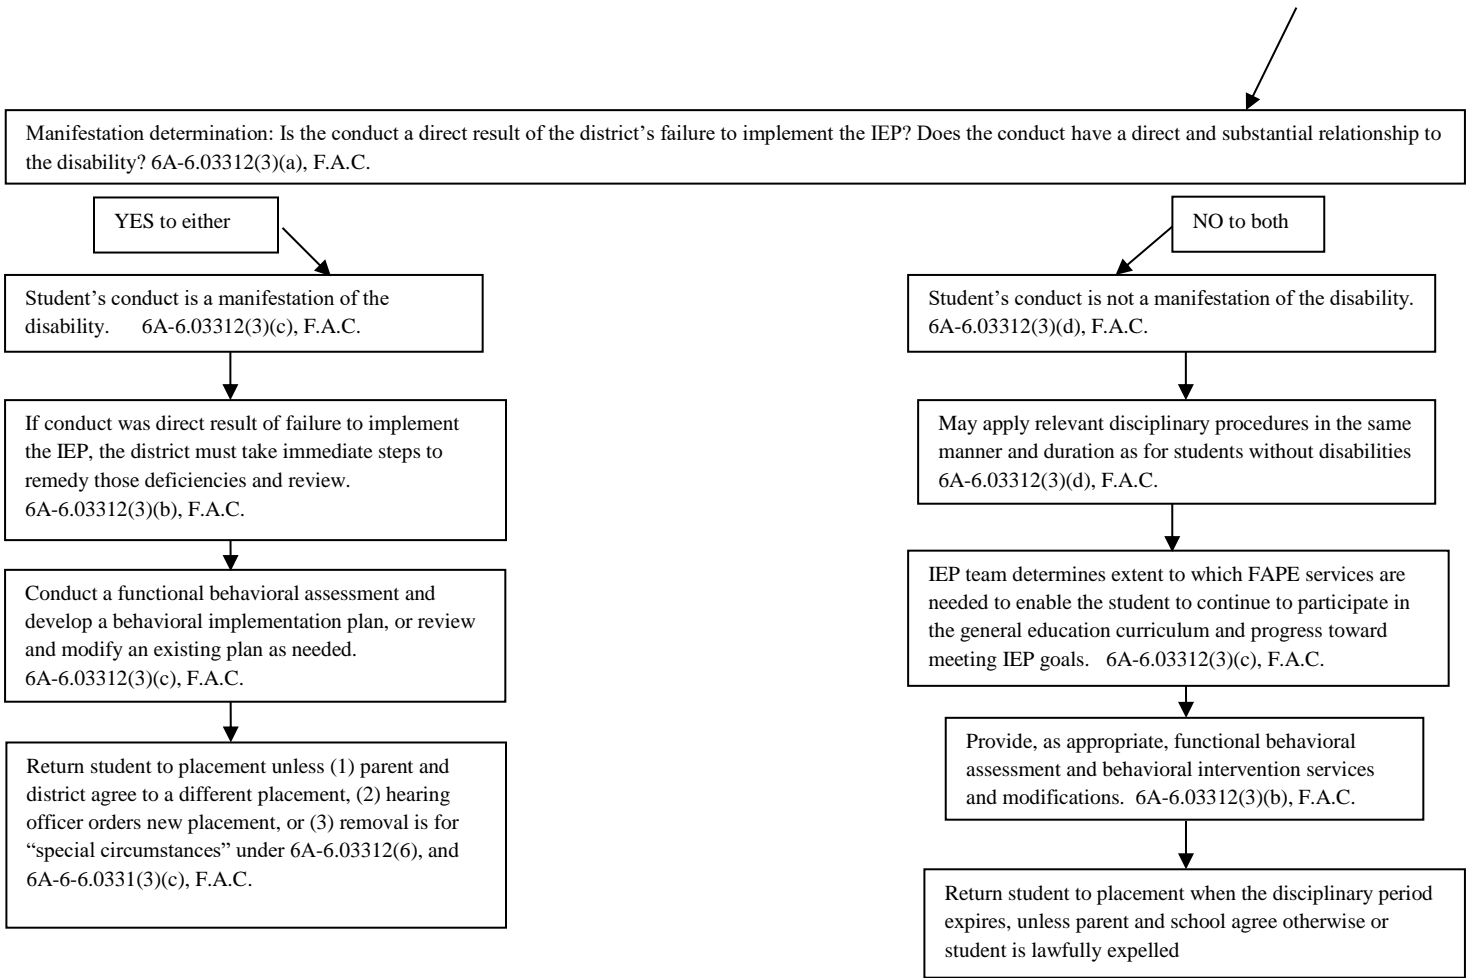 Manifestation determination: Is the conduct a direct result of the district’s failure to implement the IEP? Does the conduct have a direct and substantial relationship to
the disability? 6A-6.03312(3)(a), F.A.C.
YES to either
Student’s conduct is a manifestation of the
disability. 6A-6.03312(3)(c), F.A.C.
If conduct was direct result of failure to implement
the IEP, the district must take immediate steps to
remedy those deficiencies and review.
6A-6.03312(3)(b), F.A.C.
Conduct a functional behavioral assessment and
develop a behavioral implementation plan, or review
and modify an existing plan as needed.
6A-6.03312(3)(c), F.A.C.
Return student to placement unless (1) parent and
district agree to a different placement, (2) hearing
officer orders new placement, or (3) removal is for
“special circumstances” under 6A-6.03312(6), and
6A-6-6.0331(3)(c), F.A.C.
NO to both
Student’s conduct is not a manifestation of the disability.
6A-6.03312(3)(d), F.A.C.
May apply relevant disciplinary procedures in the same
manner and duration as for students without disabilities
6A-6.03312(3)(d), F.A.C.
IEP team determines extent to which FAPE services are
needed to enable the student to continue to participate in
the general education curriculum and progress toward
meeting IEP goals. 6A-6.03312(3)(c), F.A.C.
Provide, as appropriate, functional behavioral
assessment and behavioral intervention services
and modifications. 6A-6.03312(3)(b), F.A.C.
Return student to placement when the disciplinary period
expires, unless parent and school agree otherwise or
student is lawfully expelled